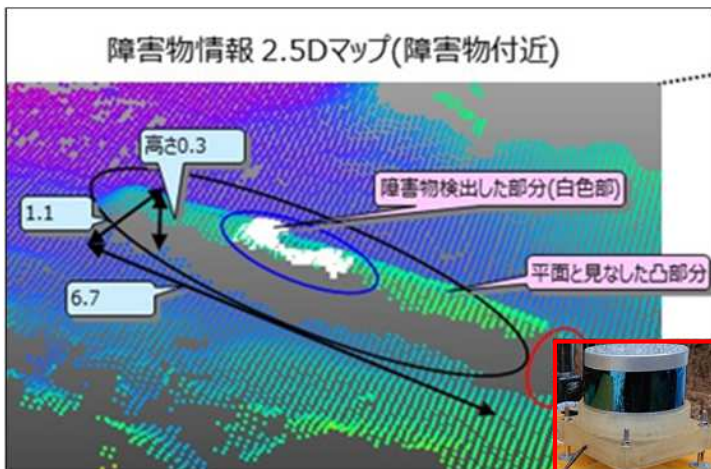 障害物情報 2.5Dマップ(障害物付近)
高さ0.3
障害物検出した部分(白色部)
1.1
平面と見なした凸部分
6.7